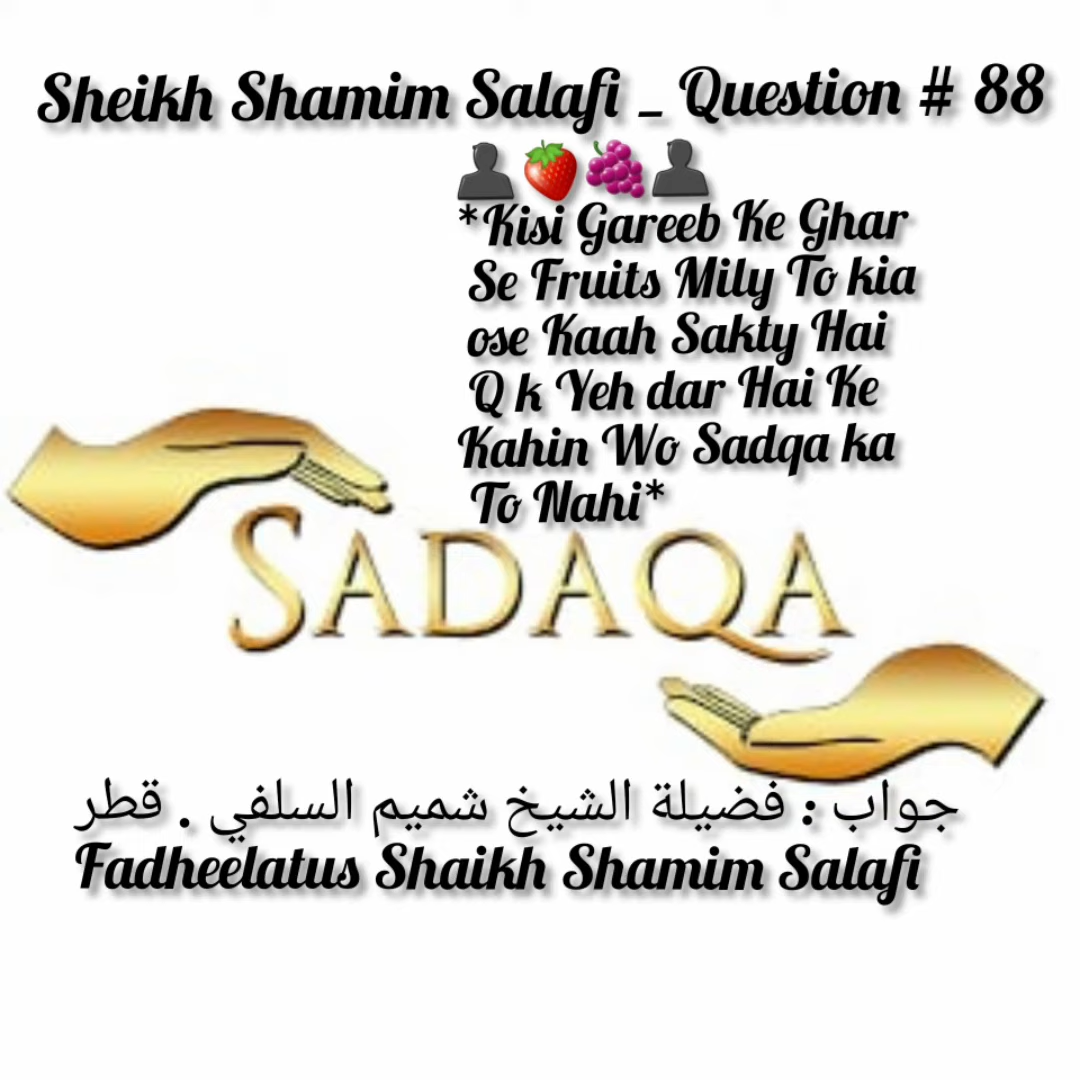 Sheikh Shamim Salafi _ Question # 88
👤🍓🍇👤
*Kisi Gareeb Ke Ghar
Se Fruits Mily To kia
ose Kaah Sakty Hai
Q k Yeh dar Hai Ke
Kahin Wo Sadqa ka
To Nahi*
SADAQA
جواب : فضيلة الشيخ شميم السلفي . قطر
Fadheelatus Shaikh Shamim Salafi